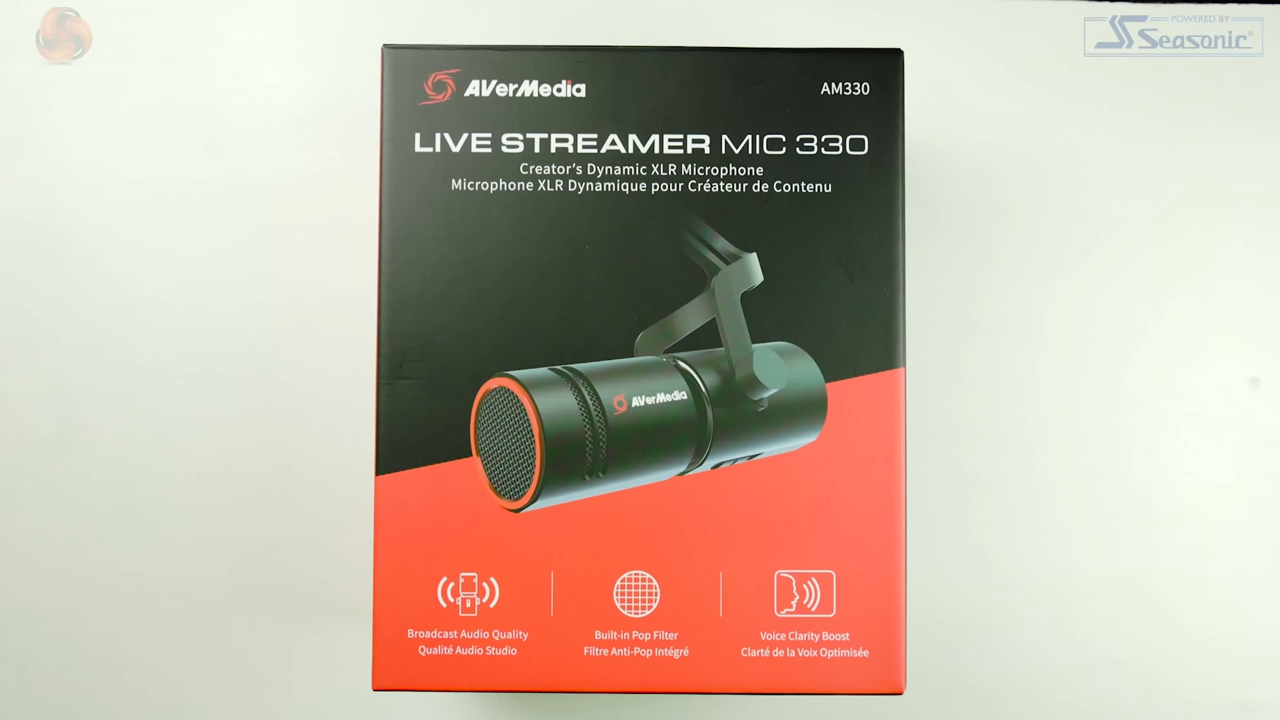 POWERED BY
Seasonic®
AVerMedia
AM330
LIVE STREAMER MIC 330
Creator's Dynamic XLR Microphone
Microphone XLR Dynamique pour Créateur de Contenu
AVerMedia
Broadcast Audio Quality
Qualité Audio Studio
Built-in Pop Filter
Filtre Anti-Pop Intégré
Voice Clarity Boost
Clarté de la Voix Optimisée